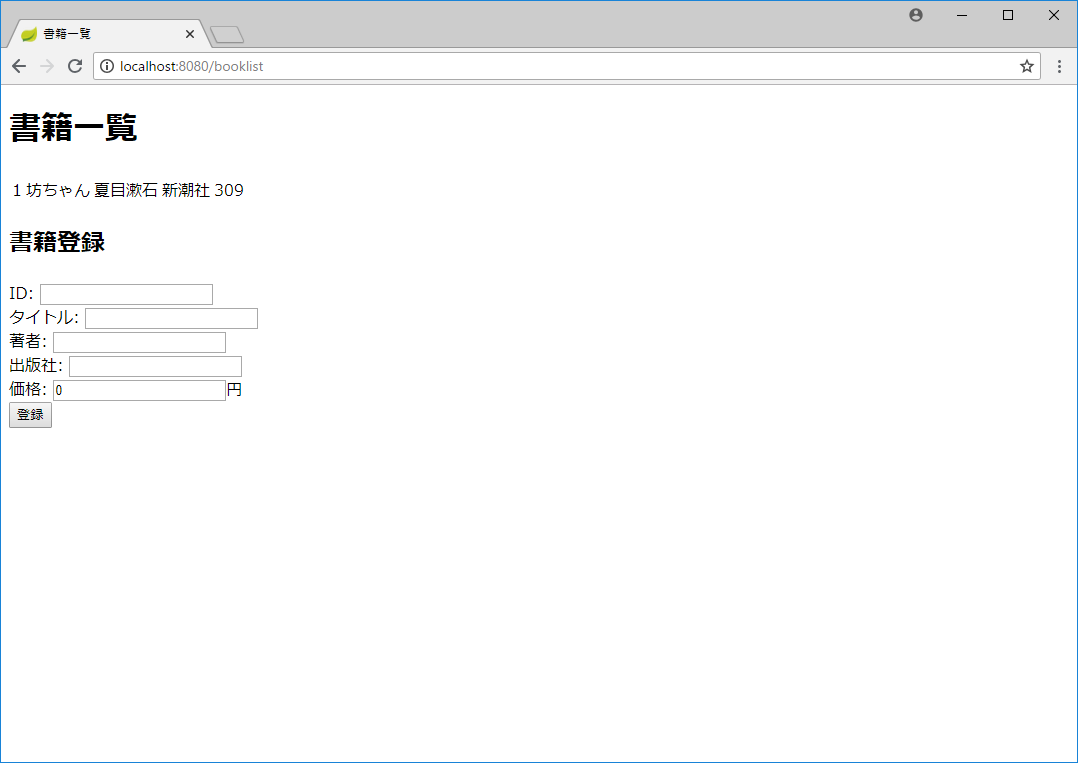 書籍一覧
localhost:8080/booklist
書籍一覧
1 坊ちゃん 夏目漱石 新潮社 309
書籍登録
ID:
タイトル:
著者:
出版社:
価格: 0円
登録